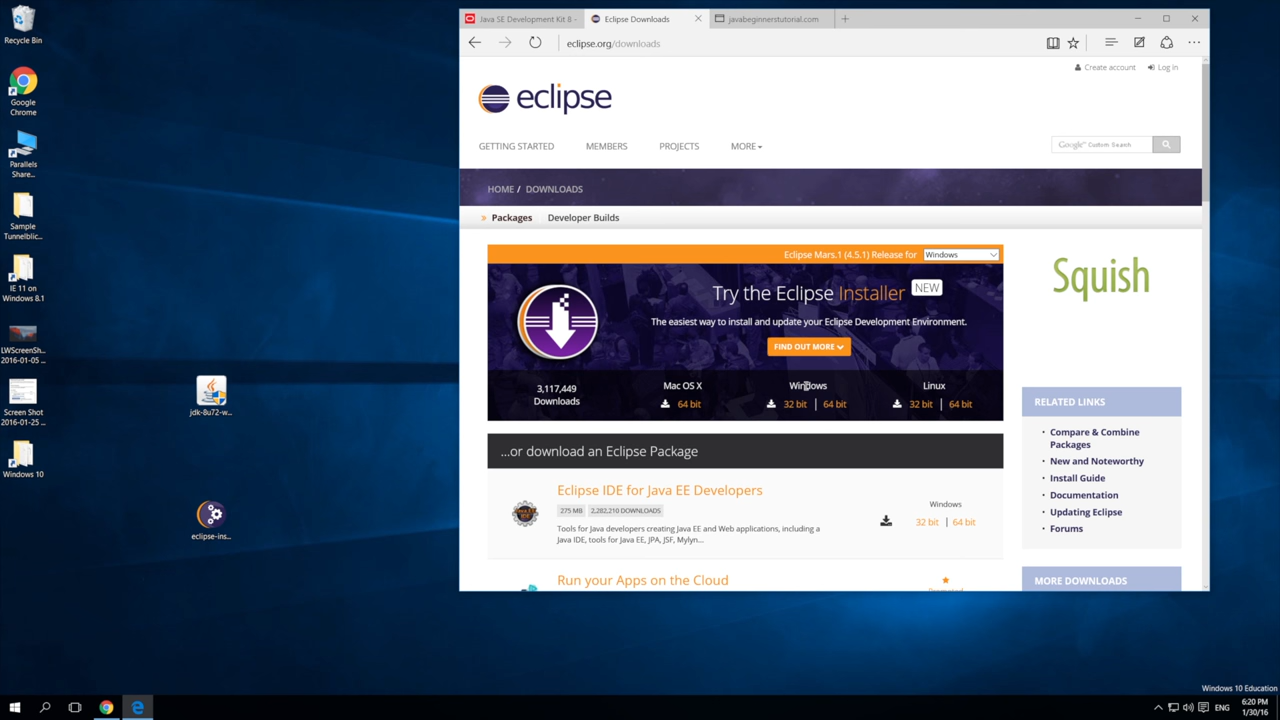 Recycle Bin
Google
Chrome
Parallels
Share...
Sample
Tunnelblic...
IE 11 on
Windows 8.1
LWScreenSh...
2016-01-05 ...
Screen Shot
2016-01-25 ...
Windows 10
jdk-8u72-w...
eclipse-ins...
Java SE Development Kit 8 -
Eclipse Downloads
javabeginnerstutorial.com
eclipse.org/downloads
Create account
Log in
eclipse
GETTING STARTED
MEMBERS
PROJECTS
MORE
Google™ Custom Search
HOME / DOWNLOADS
» Packages
Developer Builds
Eclipse Mars.1 (4.5.1) Release for
Windows
Try the Eclipse Installer NEW
The easiest way to install and update your Eclipse Development Environment.
FIND OUT MORE
3,117,449
Downloads
Mac OS X
64 bit
Windows
32 bit | 64 bit
Linux
32 bit | 64 bit
Squish
...or download an Eclipse Package
Eclipse IDE for Java EE Developers
275 MB 2,282,210 DOWNLOADS
Tools for Java developers creating Java EE and Web applications, including a
Java IDE, tools for Java EE, JPA, JSF, Mylyn...
Windows
32 bit | 64 bit
Run your Apps on the Cloud
RELATED LINKS
Compare & Combine
Packages
New and Noteworthy
Install Guide
Documentation
Updating Eclipse
Forums
MORE DOWNLOADS
Windows 10 Education
ENG
6:20 PM
1/30/16